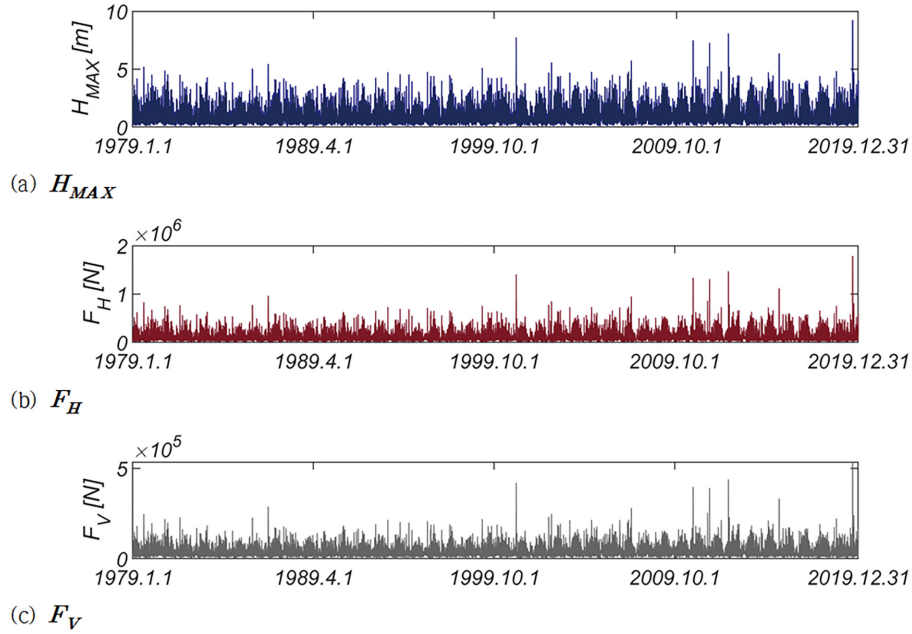 10
5
0
H_MAX [m]
1979.1.1 1989.4.1 1999.10.1 2009.10.1 2019.12.31
(a) H_MAX
×10^6
2
1
0
F_H [N]
1979.1.1 1989.4.1 1999.10.1 2009.10.1 2019.12.31
(b) F_H
×10^5
5
0
F_V [N]
1979.1.1 1989.4.1 1999.10.1 2009.10.1 2019.12.31
(c) F_V